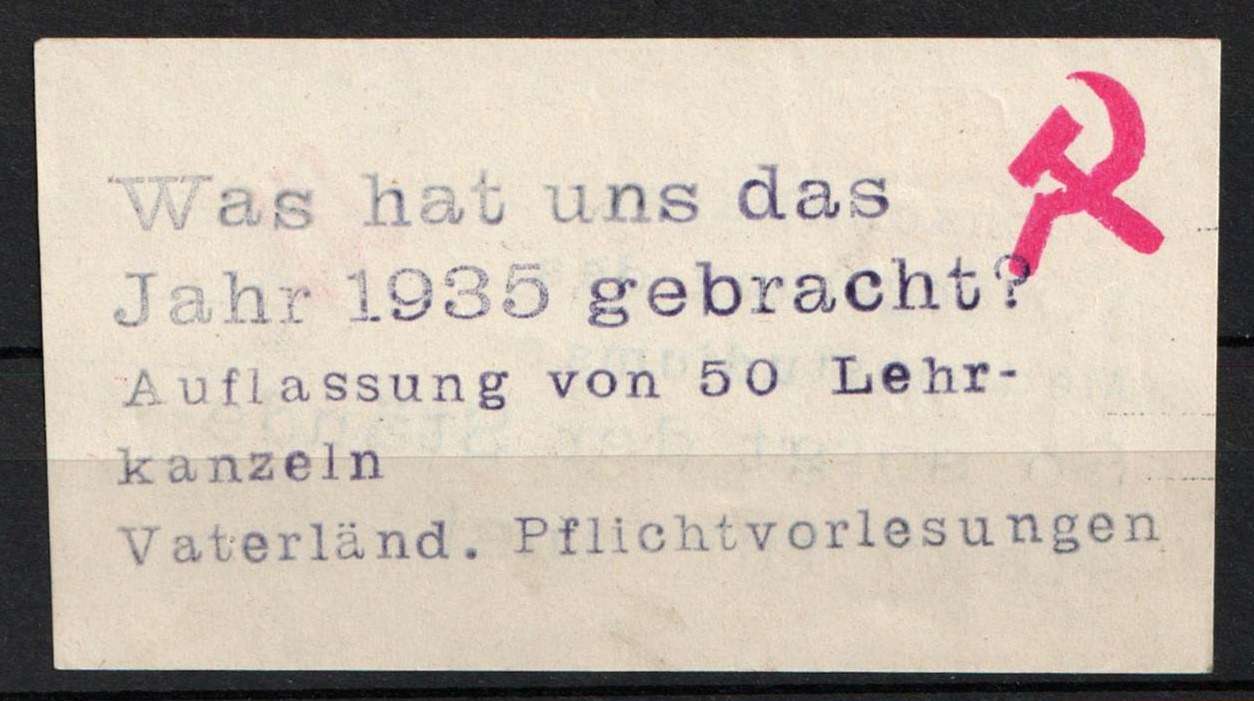 Was hat uns das
Jahr 1935 gebracht?
Auflassung von 50 Lehr-
kanzeln
Vaterländ. Pflichtvorlesungen